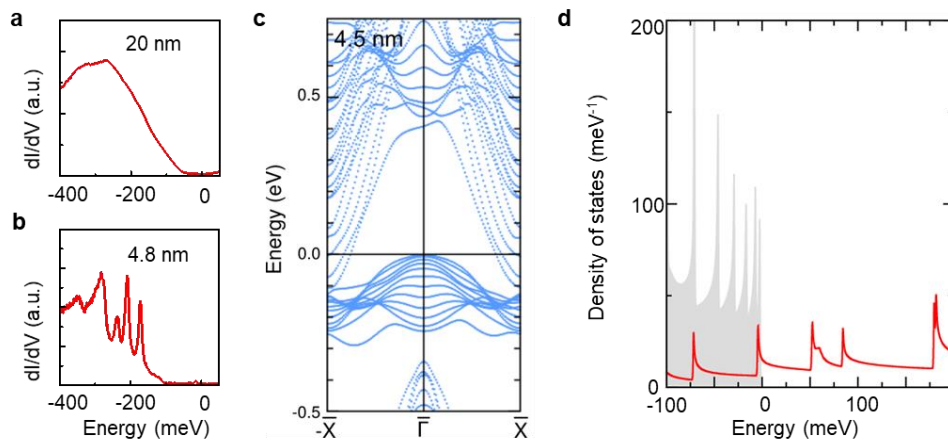 a
20 nm
dI/dV (a.u.)
-400
-200
0
b
4.8 nm
dI/dV (a.u.)
-400
-200
0
Energy (meV)
c
4.5 nm
Energy (eV)
0.5
0.0
-0.5
-X̅
Γ̅
X̅
d
Density of states (meV⁻¹)
200
100
0
-100
0
100
Energy (meV)